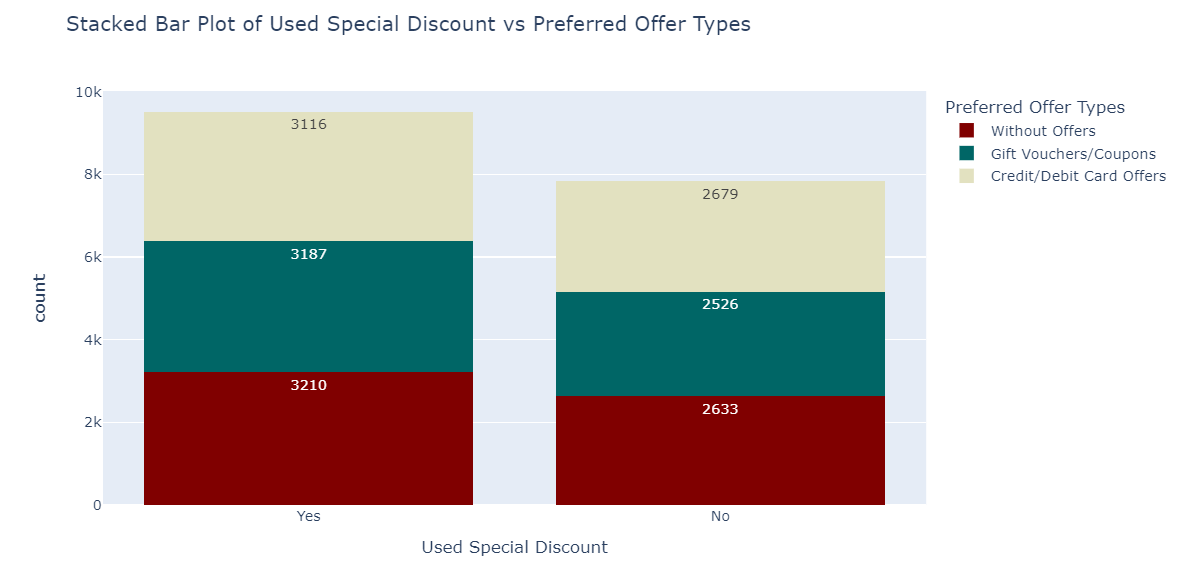 Stacked Bar Plot of Used Special Discount vs Preferred Offer Types
10k
8k
6k
4k
2k
0
count
3116
3187
3210
2679
2526
2633
Yes
No
Used Special Discount
Preferred Offer Types
Without Offers
Gift Vouchers/Coupons
Credit/Debit Card Offers